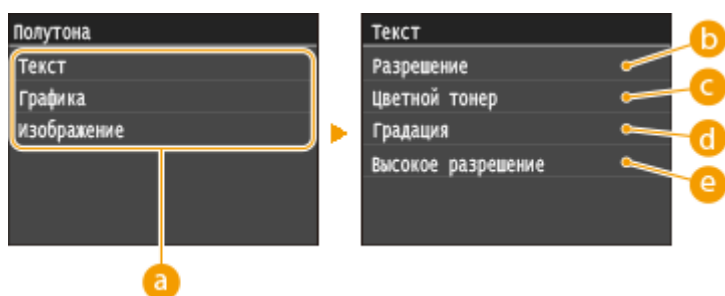 Полутона
Текст
Графика
Изображение
a
Текст
Разрешение
b
Цветной тонер
c
Градация
d
Высокое разрешение
e